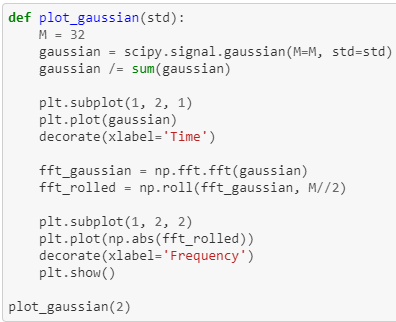 def plot_gaussian(std):
    M = 32
    gaussian = scipy.signal.gaussian(M=M, std=std)
    gaussian /= sum(gaussian)

    plt.subplot(1, 2, 1)
    plt.plot(gaussian)
    decorate(xlabel='Time')

    fft_gaussian = np.fft.fft(gaussian)
    fft_rolled = np.roll(fft_gaussian, M//2)

    plt.subplot(1, 2, 2)
    plt.plot(np.abs(fft_rolled))
    decorate(xlabel='Frequency')
    plt.show()

plot_gaussian(2)